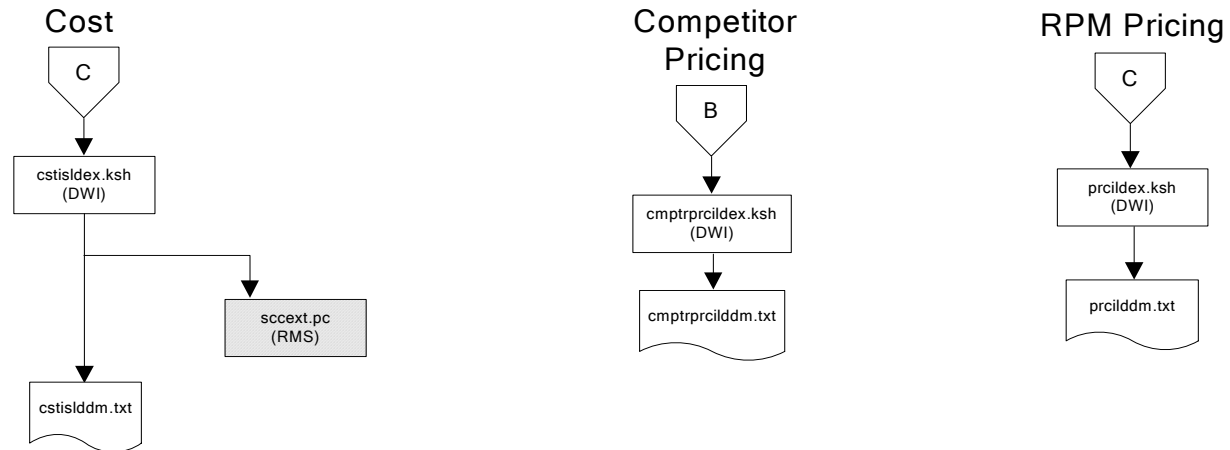 Cost
C
cstisldex.ksh
(DWI)
sccext.pc
(RMS)
cstislddm.txt
Competitor
Pricing
B
cmptrprcildex.ksh
(DWI)
cmptrprcilddm.txt
RPM Pricing
C
prcildex.ksh
(DWI)
prcilddm.txt